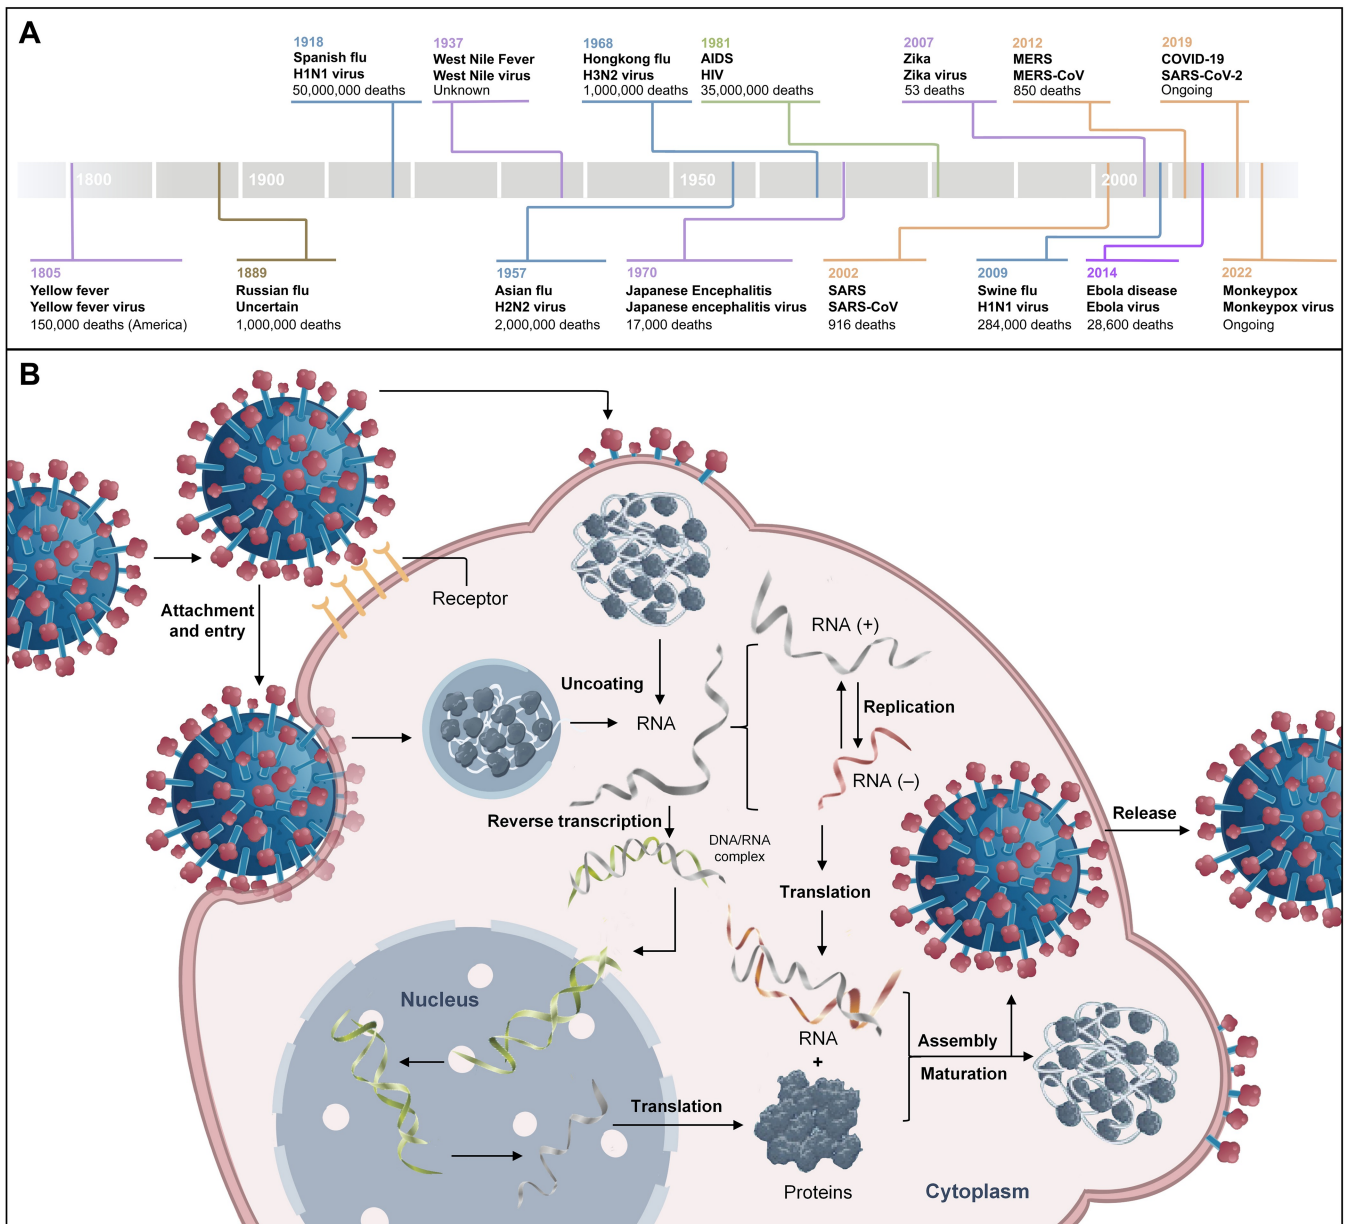 A
1918
Spanish flu
H1N1 virus
50,000,000 deaths
1937
West Nile Fever
West Nile virus
Unknown
1968
Hongkong flu
H3N2 virus
1,000,000 deaths
1981
AIDS
HIV
35,000,000 deaths
2007
Zika
Zika virus
53 deaths
2012
MERS
MERS-CoV
850 deaths
2019
COVID-19
SARS-CoV-2
Ongoing
1800
1900
1950
2000
1805
Yellow fever
Yellow fever virus
150,000 deaths (America)
1889
Russian flu
Uncertain
1,000,000 deaths
1957
Asian flu
H2N2 virus
2,000,000 deaths
1970
Japanese Encephalitis
Japanese encephalitis virus
17,000 deaths
2002
SARS
SARS-CoV
916 deaths
2009
Swine flu
H1N1 virus
284,000 deaths
2014
Ebola disease
Ebola virus
28,600 deaths
2022
Monkeypox
Monkeypox virus
Ongoing
B
Receptor
Attachment
and entry
RNA (+)
Uncoating
RNA
Replication
RNA (–)
Reverse transcription
DNA/RNA
complex
Release
Translation
Nucleus
RNA
+
Proteins
Assembly
Maturation
Translation
Cytoplasm